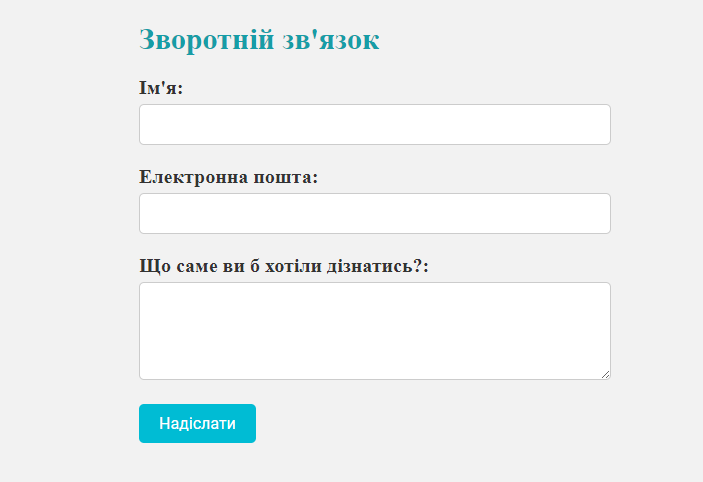 Зворотній зв'язок
Ім'я:
Електронна пошта:
Що саме ви б хотіли дізнатись?:
Надіслати